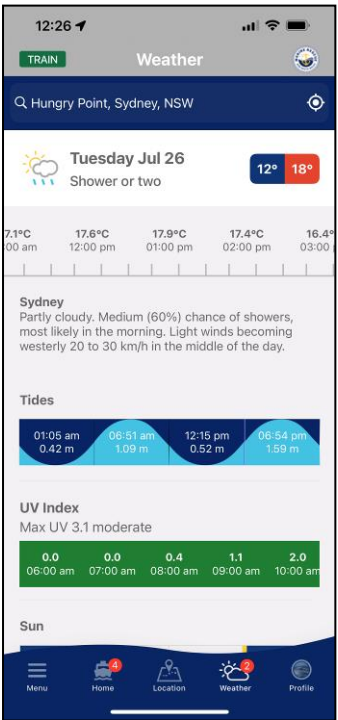 12:26
TRAIN
Weather
Hungry Point, Sydney, NSW
Tuesday Jul 26
Shower or two
12° 18°
7.1°C 17.6°C 17.9°C 17.4°C 16.4°
:00 am 12:00 pm 01:00 pm 02:00 pm 03:00
Sydney
Partly cloudy. Medium (60%) chance of showers,
most likely in the morning. Light winds becoming
westerly 20 to 30 km/h in the middle of the day.
Tides
01:05 am 06:51 am 12:15 pm 06:54 pm
0.42 m 1.09 m 0.52 m 1.59 m
UV Index
Max UV 3.1 moderate
0.0 0.0 0.4 1.1 2.0
06:00 am 07:00 am 08:00 am 09:00 am 10:00 am
Sun
4 2
Menu Home Location Weather Profile